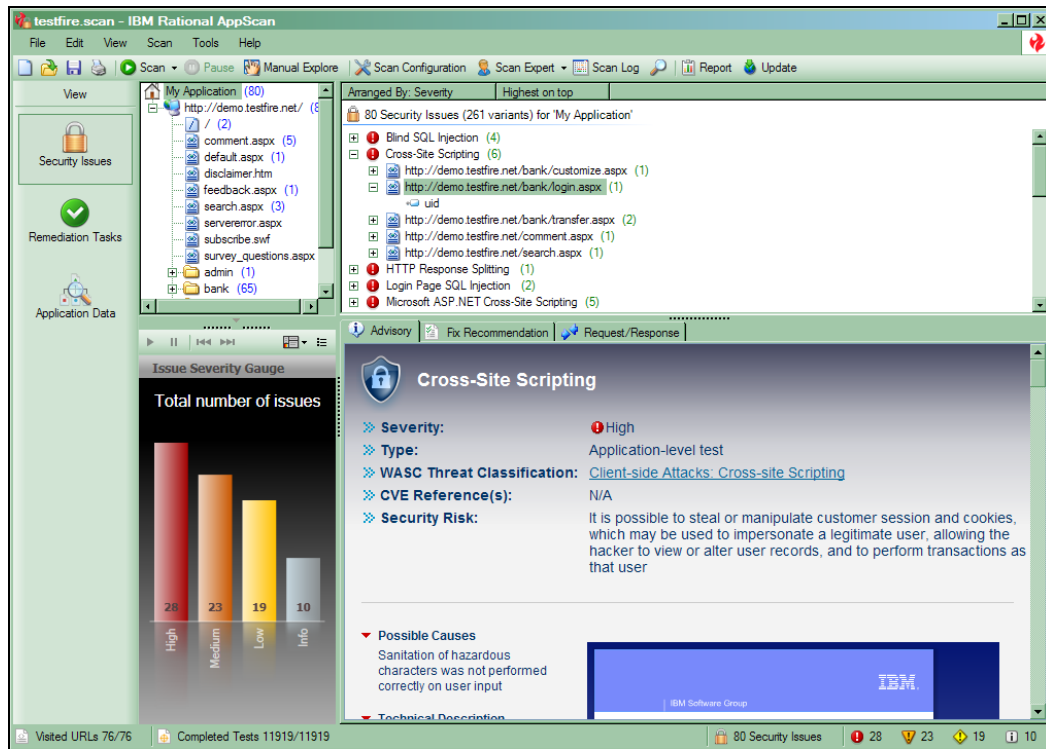 testfire.scan - IBM Rational AppScan
File Edit View Scan Tools Help
Scan Pause Manual Explore Scan Configuration Scan Expert Scan Log Report Update
View
Security Issues
Remediation Tasks
Application Data
My Application (80)
http://demo.testfire.net/ (8
/ (2)
comment.aspx (5)
default.aspx (1)
disclaimer.htm
feedback.aspx (1)
search.aspx (3)
servererror.aspx
subscribe.swf
survey_questions.aspx
admin (1)
bank (65)
Arranged By: Severity Highest on top
80 Security Issues (261 variants) for 'My Application'
Blind SQL Injection (4)
Cross-Site Scripting (6)
http://demo.testfire.net/bank/customize.aspx (1)
http://demo.testfire.net/bank/login.aspx (1)
uid
http://demo.testfire.net/bank/transfer.aspx (2)
http://demo.testfire.net/comment.aspx (1)
http://demo.testfire.net/search.aspx (1)
HTTP Response Splitting (1)
Login Page SQL Injection (2)
Microsoft ASP.NET Cross-Site Scripting (5)
Issue Severity Gauge
Total number of issues
28 23 19 10
High Medium Low Info
Advisory Fix Recommendation Request/Response
Cross-Site Scripting
Severity: High
Type: Application-level test
WASC Threat Classification: Client-side Attacks: Cross-site Scripting
CVE Reference(s): N/A
Security Risk: It is possible to steal or manipulate customer session and cookies,
which may be used to impersonate a legitimate user, allowing the
hacker to view or alter user records, and to perform transactions as
that user
Possible Causes
Sanitation of hazardous
characters was not performed
correctly on user input
Technical Description
IBM.
IBM Software Group
Visited URLs 76/76 Completed Tests 11919/11919 80 Security Issues 28 23 19 10